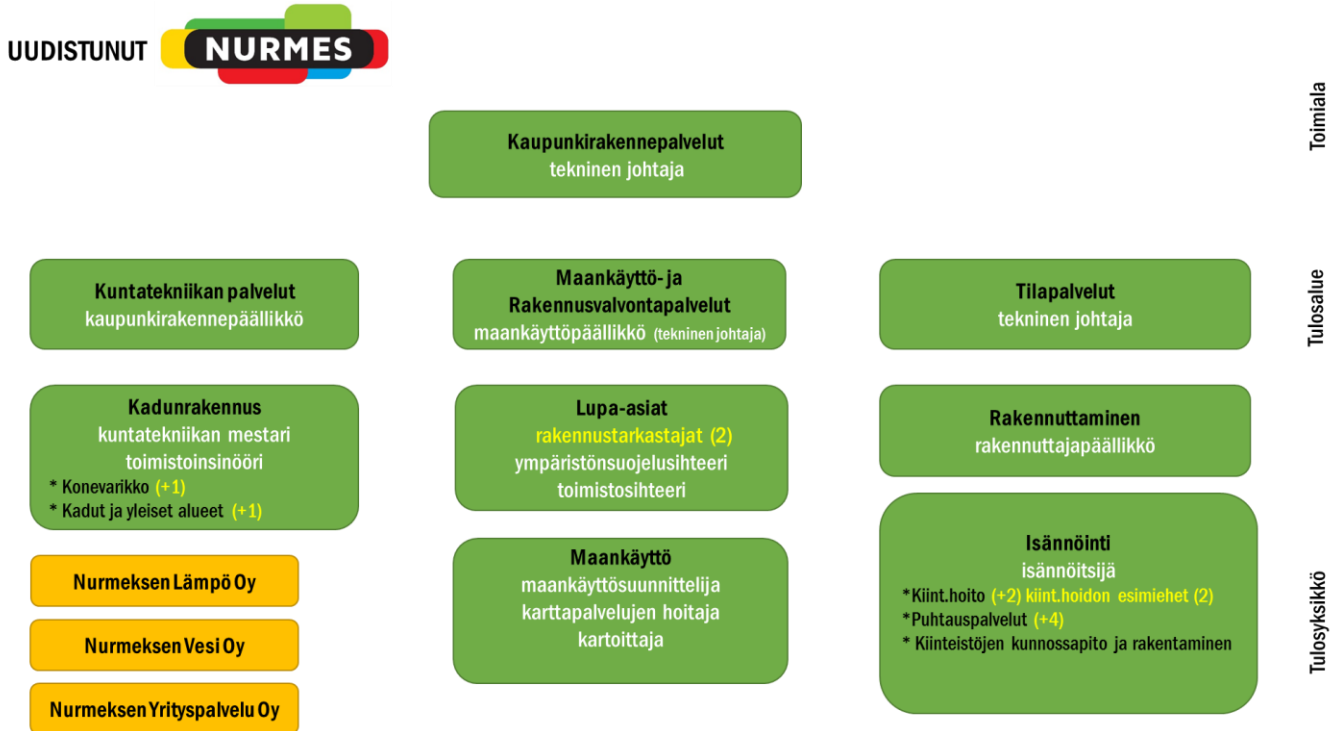 UUDISTUNUT
NURMES
Toimiala
Kaupunkirakennepalvelut
tekninen johtaja
Tulosalue
Kuntatekniikan palvelut
kaupunkirakennepäällikkö
Maankäyttö- ja
Rakennusvalvontapalvelut
maankäyttöpäällikkö (tekninen johtaja)
Tilapalvelut
tekninen johtaja
Tulosyksikkö
Kadunrakennus
kuntatekniikan mestari
toimistoinsinööri
* Konevarikko (+1)
* Kadut ja yleiset alueet (+1)
Nurmeksen Lämpö Oy
Nurmeksen Vesi Oy
Nurmeksen Yrityspalvelu Oy
Lupa-asiat
rakennustarkastajat (2)
ympäristönsuojelusihteeri
toimistosihteeri
Maankäyttö
maankäyttösuunnittelija
karttapalvelujen hoitaja
kartoittaja
Rakennuttaminen
rakennuttajapäällikkö
Isännöinti
isännöitsijä
*Kiint.hoito (+2) kiint.hoidon esimiehet (2)
*Puhtauspalvelut (+4)
* Kiinteistöjen kunnossapito ja rakentaminen